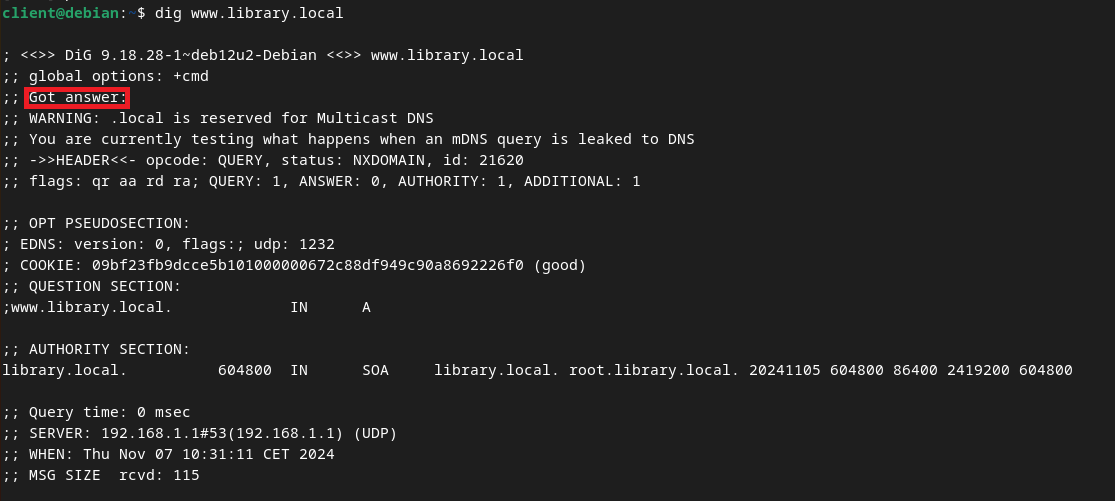 client@debian:~$ dig www.library.local

; <<>> DiG 9.18.28-1~deb12u2-Debian <<>> www.library.local
;; global options: +cmd
;; Got answer:
;; WARNING: .local is reserved for Multicast DNS
;; You are currently testing what happens when an mDNS query is leaked to DNS
;; ->>HEADER<<- opcode: QUERY, status: NXDOMAIN, id: 21620
;; flags: qr aa rd ra; QUERY: 1, ANSWER: 0, AUTHORITY: 1, ADDITIONAL: 1

;; OPT PSEUDOSECTION:
; EDNS: version: 0, flags:; udp: 1232
; COOKIE: 09bf23fb9dcce5b101000000672c88df949c90a8692226f0 (good)
;; QUESTION SECTION:
;www.library.local.		IN	A

;; AUTHORITY SECTION:
library.local.		604800	IN	SOA	library.local. root.library.local. 20241105 604800 86400 2419200 604800

;; Query time: 0 msec
;; SERVER: 192.168.1.1#53(192.168.1.1) (UDP)
;; WHEN: Thu Nov 07 10:31:11 CET 2024
;; MSG SIZE  rcvd: 115